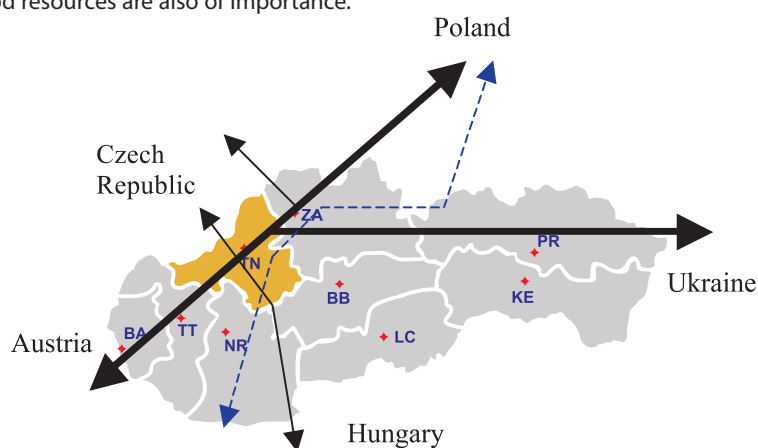 od resources are also of importance.
Poland
Czech
Republic
ZA
TN
PR
Ukraine
KE
BB
BA
TT
NR
LC
Austria
Hungary